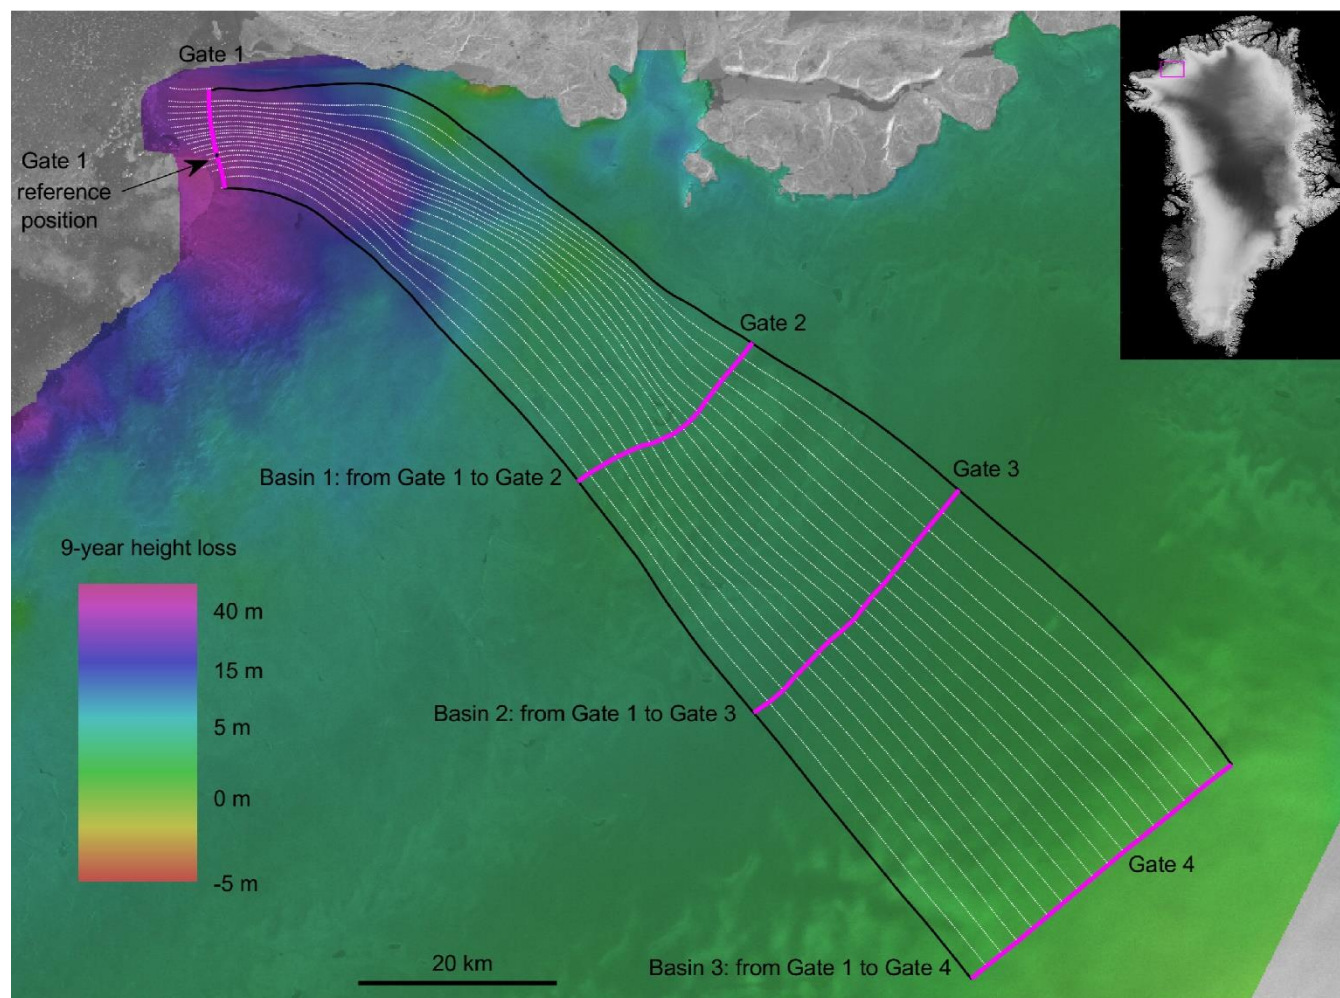 Gate 1
Gate 1
reference
position
Gate 2
Gate 3
Basin 1: from Gate 1 to Gate 2
9-year height loss
40 m
15 m
5 m
0 m
-5 m
Basin 2: from Gate 1 to Gate 3
Gate 4
20 km
Basin 3: from Gate 1 to Gate 4